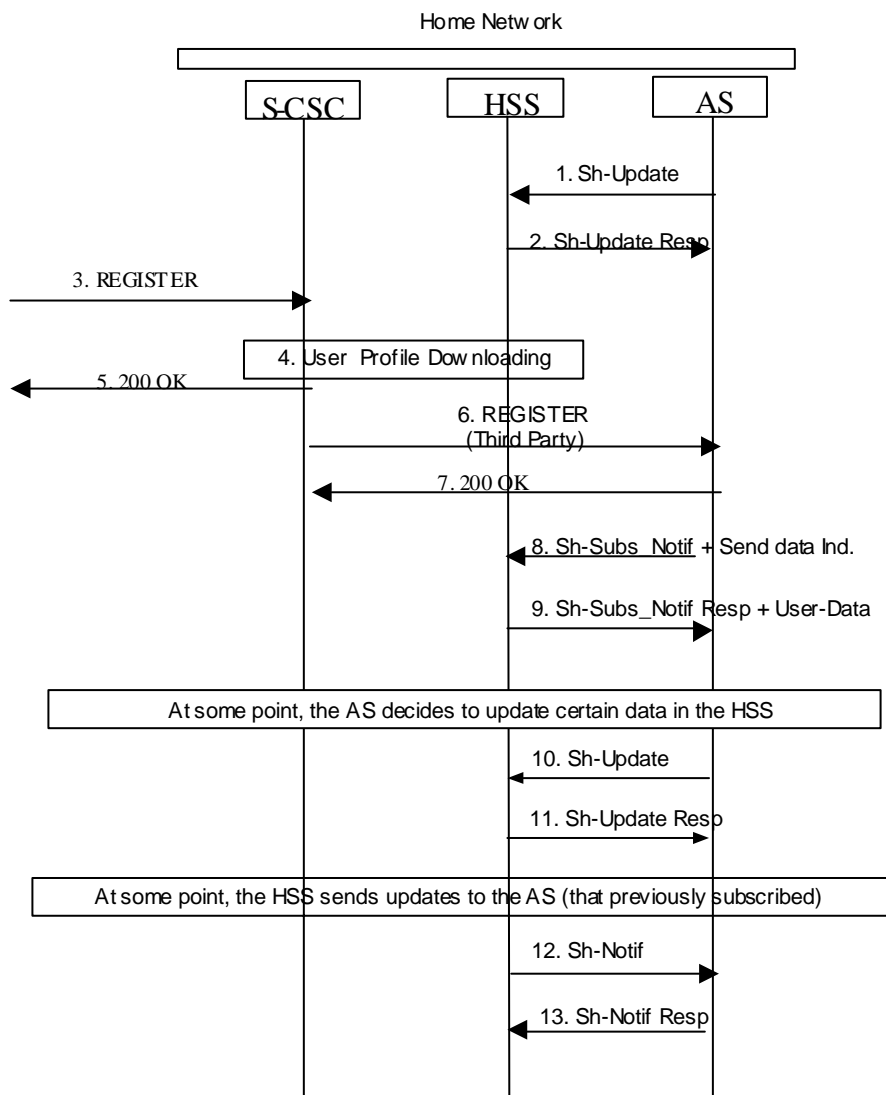 Home Network
S-CSC
HSS
AS
1. Sh-Update
2. Sh-Update Resp
3. REGISTER
4. User Profile Downloading
5. 200 OK
6. REGISTER
(Third Party)
7. 200 OK
8. Sh-Subs_Notif + Send data Ind.
9. Sh-Subs_Notif Resp + User-Data
At some point, the AS decides to update certain data in the HSS
10. Sh-Update
11. Sh-Update Resp
At some point, the HSS sends updates to the AS (that previously subscribed)
12. Sh-Notif
13. Sh-Notif Resp